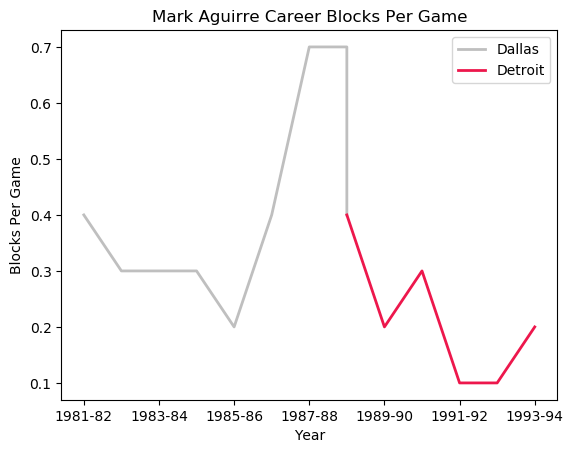 Mark Aguirre Career Blocks Per Game
Dallas
Detroit
0.7
0.6
0.5
0.4
0.3
0.2
0.1
Blocks Per Game
1981-82 1983-84 1985-86 1987-88 1989-90 1991-92 1993-94
Year